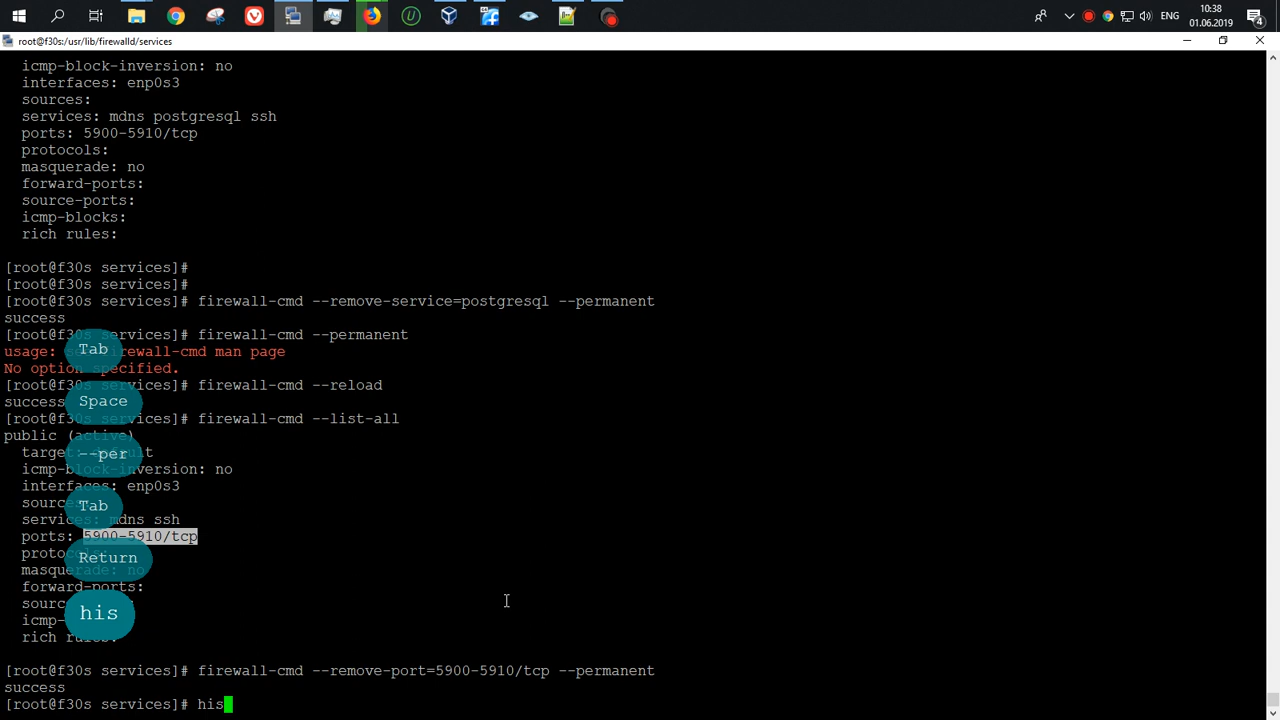 10:38
ENG
01.06.2019
4
root@f30s:/usr/lib/firewalld/services
icmp-block-inversion: no
interfaces: enp0s3
sources:
services: mdns postgresql ssh
ports: 5900-5910/tcp
protocols:
masquerade: no
forward-ports:
source-ports:
icmp-blocks:
rich rules:
[root@f30s services]#
[root@f30s services]#
[root@f30s services]# firewall-cmd --remove-service=postgresql --permanent
success
[root@f30s services]# firewall-cmd --permanent
Tab
usage: see firewall-cmd man page
No option specified.
[root@f30s services]# firewall-cmd --reload
success
Space
[root@f30s services]# firewall-cmd --list-all
public (active)
target: default
--per
icmp-block-inversion: no
interfaces: enp0s3
sources:
Tab
services: mdns ssh
ports: 5900-5910/tcp
protocols:
Return
masquerade: no
forward-ports:
source
his
icmp-
rich rules:
[root@f30s services]# firewall-cmd --remove-port=5900-5910/tcp --permanent
success
[root@f30s services]# his